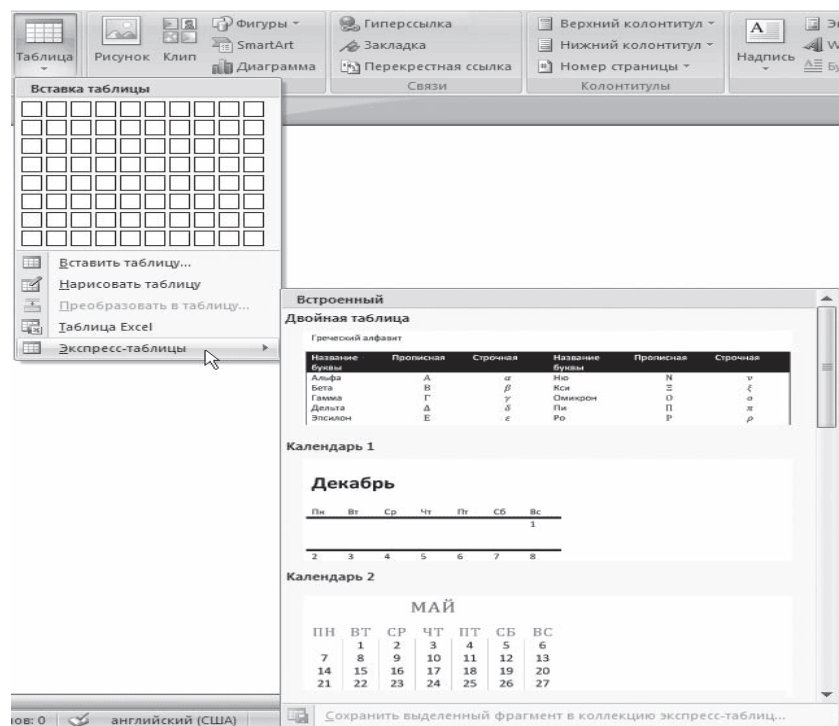 Таблица
Рисунок
Клип
Фигуры
SmartArt
Диаграмма
Гиперссылка
Закладка
Перекрестная ссылка
Связи
Верхний колонтитул
Нижний колонтитул
Номер страницы
Колонтитулы
A
Надпись
Вставка таблицы
Вставить таблицу...
Нарисовать таблицу
Преобразовать в таблицу...
Таблица Excel
Экспресс-таблицы
Встроенный
Двойная таблица
Греческий алфавит
Название буквы Прописная Строчная Название буквы Прописная Строчная
Альфа Α α Ню Ν ν
Бета Β β Кси Ξ ξ
Гамма Γ γ Омикрон Ο ο
Дельта Δ δ Пи Π π
Эпсилон Ε ε Ро Ρ ρ
Календарь 1
Декабрь
Пн Вт Ср Чт Пт Сб Вс
1
2 3 4 5 6 7 8
Календарь 2
МАЙ
ПН ВТ СР ЧТ ПТ СБ ВС
1 2 3 4 5 6
7 8 9 10 11 12 13
14 15 16 17 18 19 20
21 22 23 24 25 26 27
Сохранить выделенный фрагмент в коллекцию экспресс-таблиц...
ов: 0 английский (США)